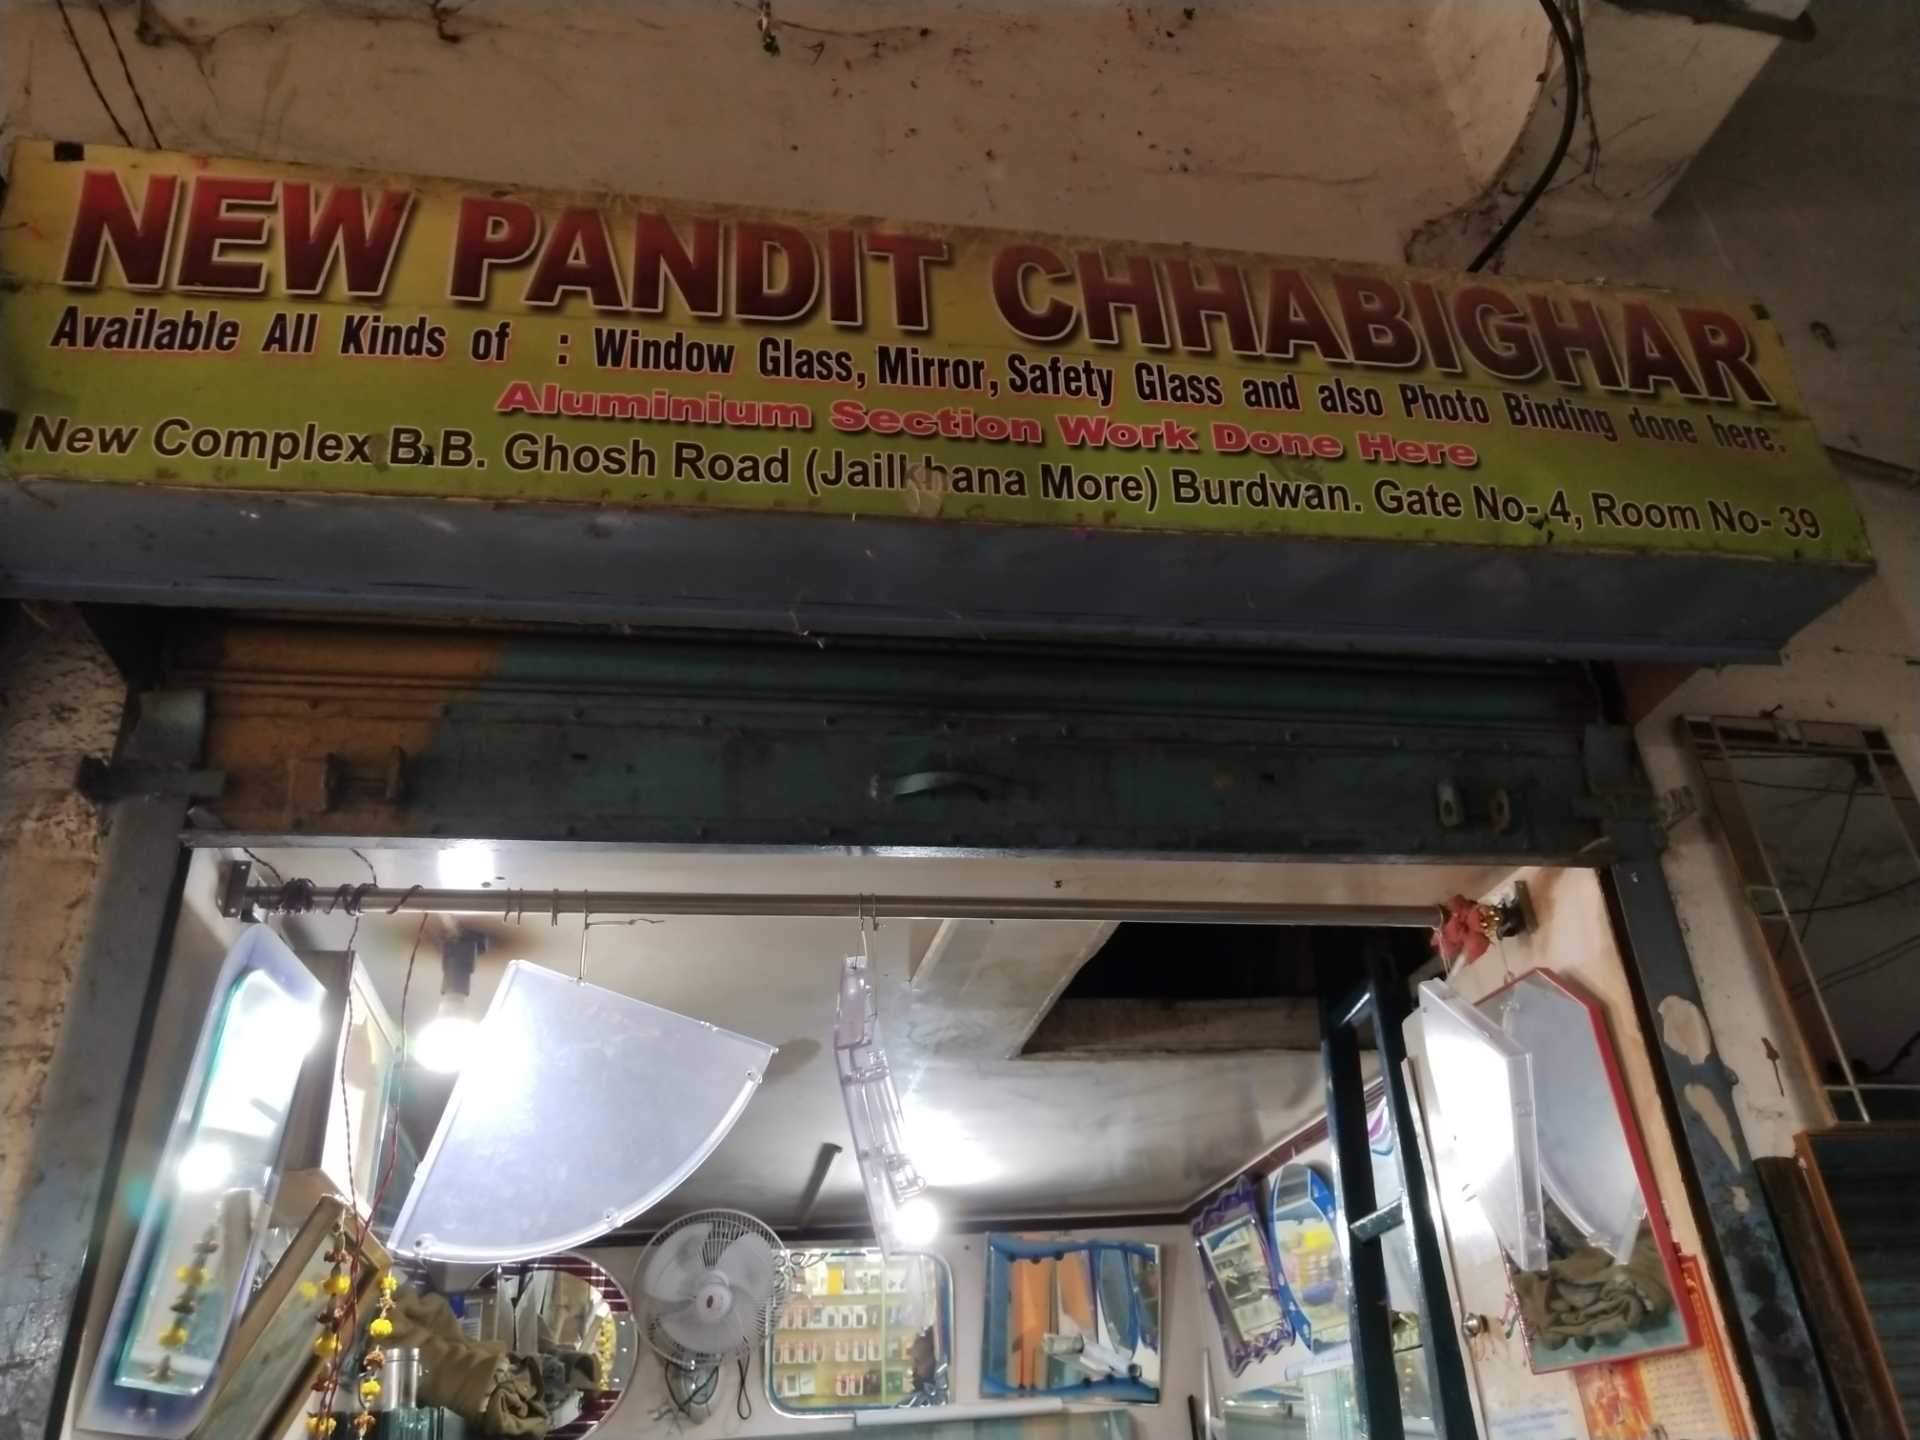 NEW PANDIT CHHABIGHAR
Available All Kinds of : Window Glass, Mirror, Safety Glass and also Photo Binding done here.
Aluminium Section Work Done Here
New Complex B.B. Ghosh Road (Jailkhana More) Burdwan. Gate No- 4, Room No- 39